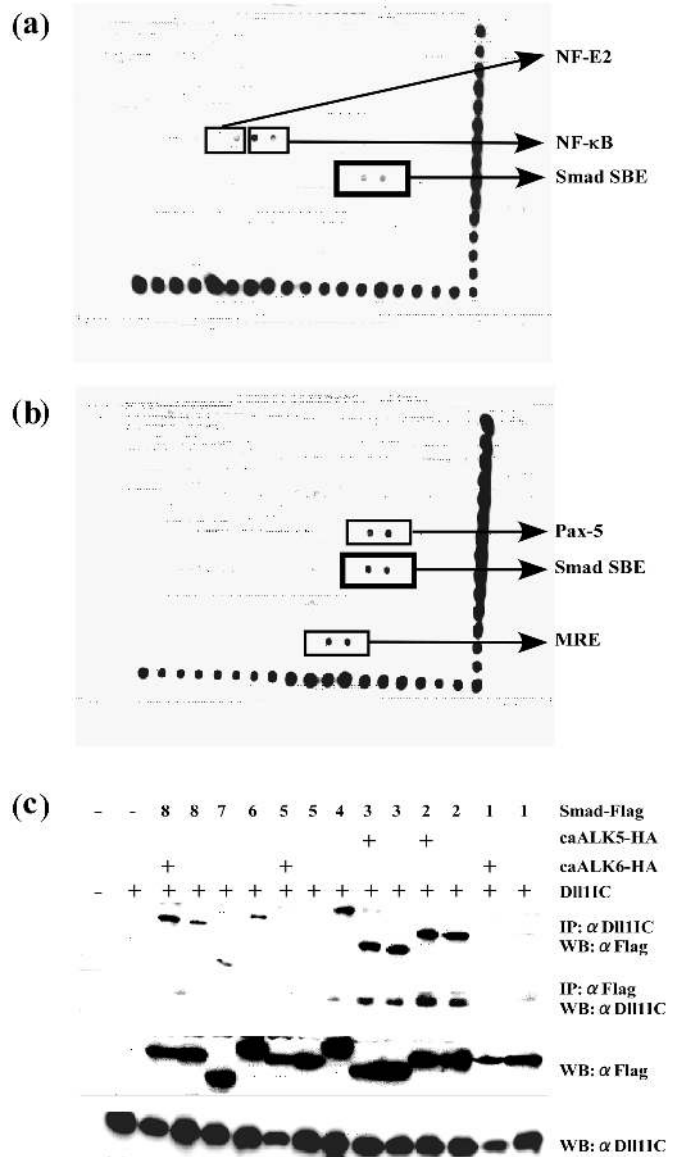 (a)
NF-E2
NF-κB
Smad SBE
(b)
Pax-5
Smad SBE
MRE
(c)
- - 8 8 7 6 5 5 4 3 3 2 2 1 1 Smad-Flag
+ + caALK5-HA
+ + caALK6-HA
- + + + + + + + + + + + + + + Dll1IC
IP: α Dll1IC
WB: α Flag
IP: α Flag
WB: α Dll1IC
WB: α Flag
WB: α Dll1IC